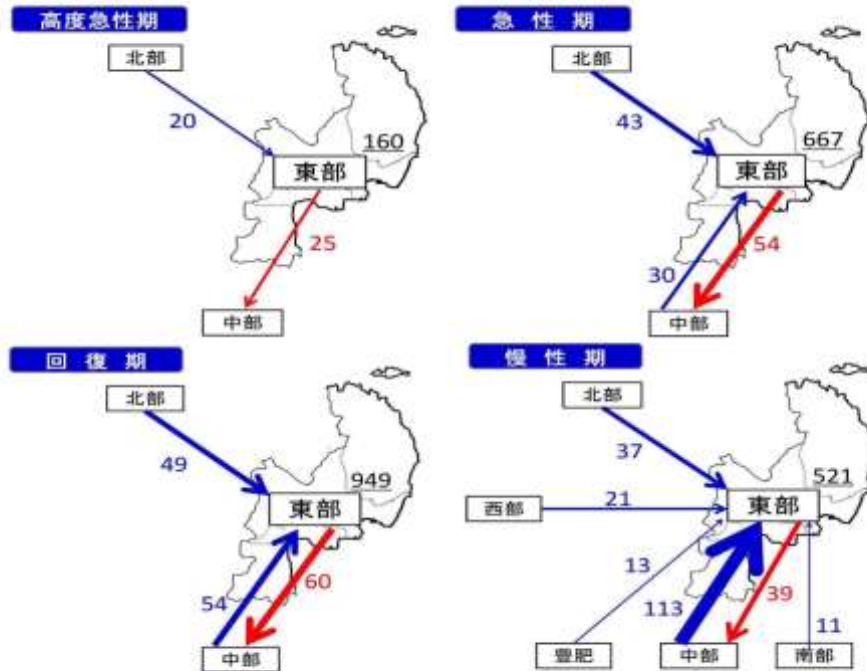 高度急性期
北部
20
160
東部
25
中部
急性期
北部
43
667
東部
54
30
中部
回復期
北部
49
949
東部
60
54
中部
慢性期
北部
37
521
西部
21
東部
13
113
39
11
豊肥
中部
南部